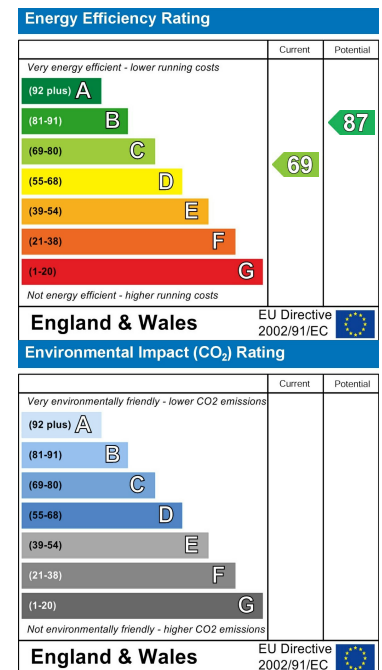 Energy Efficiency Rating
Current Potential
Very energy efficient - lower running costs
(92 plus) A
(81-91) B 87
(69-80) C 69
(55-68) D
(39-54) E
(21-38) F
(1-20) G
Not energy efficient - higher running costs
England & Wales EU Directive 2002/91/EC
Environmental Impact (CO₂) Rating
Current Potential
Very environmentally friendly - lower CO2 emissions
(92 plus) A
(81-91) B
(69-80) C
(55-68) D
(39-54) E
(21-38) F
(1-20) G
Not environmentally friendly - higher CO2 emissions
England & Wales EU Directive 2002/91/EC